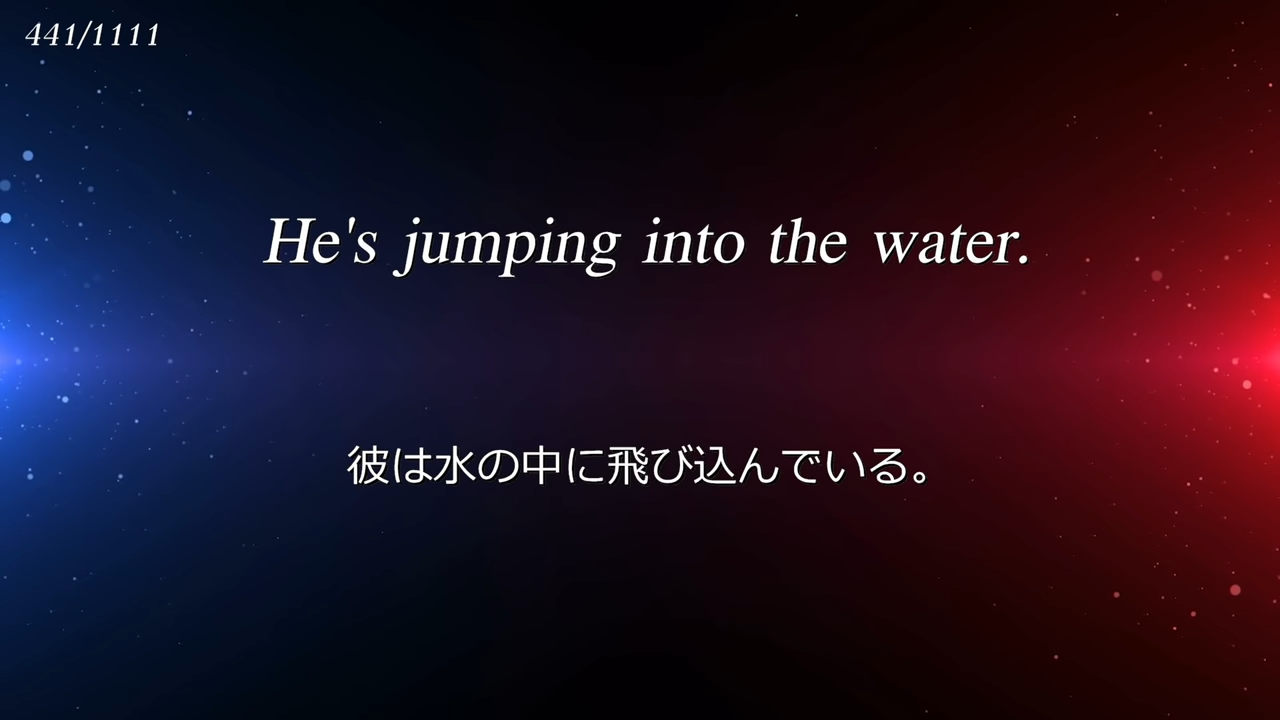 441/1111
He's jumping into the water.
彼は水の中に飛び込んでいる。